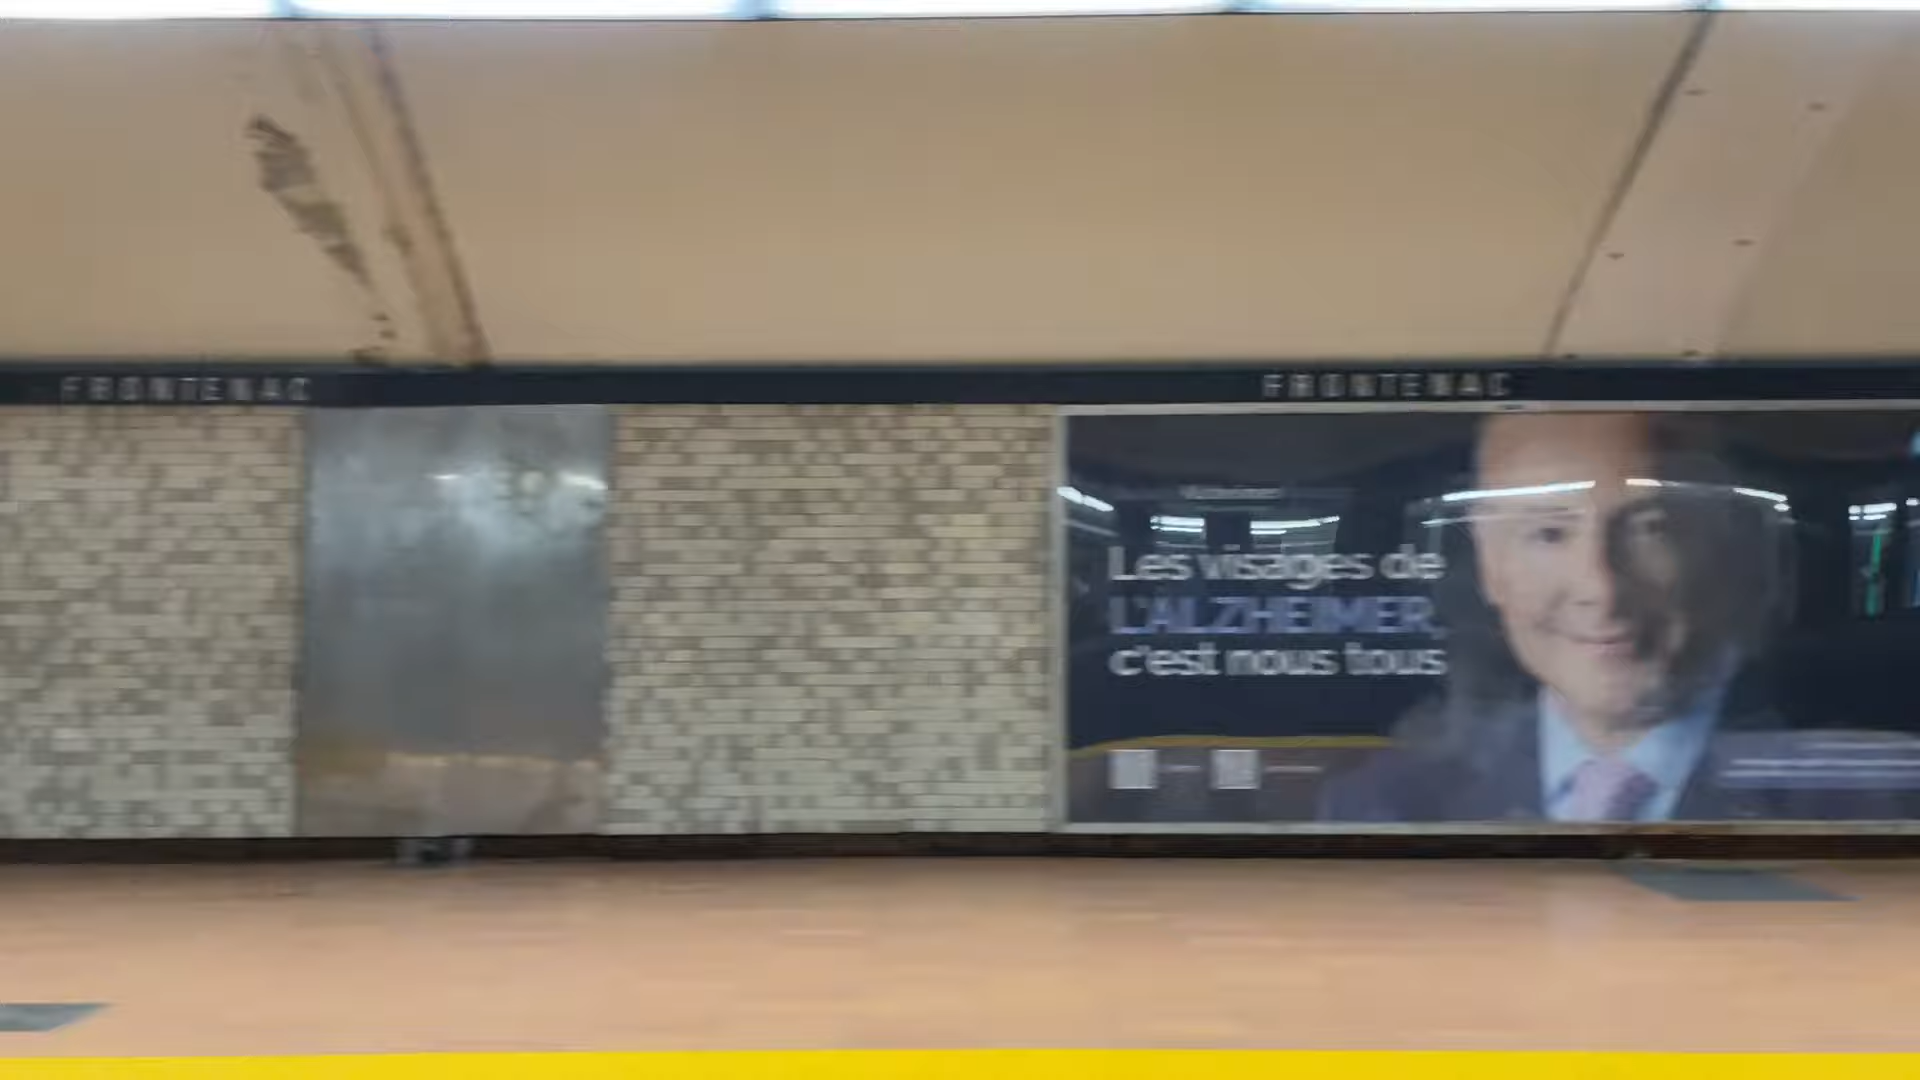 FRONTENAC
FRONTENAC
Les visages de
L'ALZHEIMER,
c'est nous tous